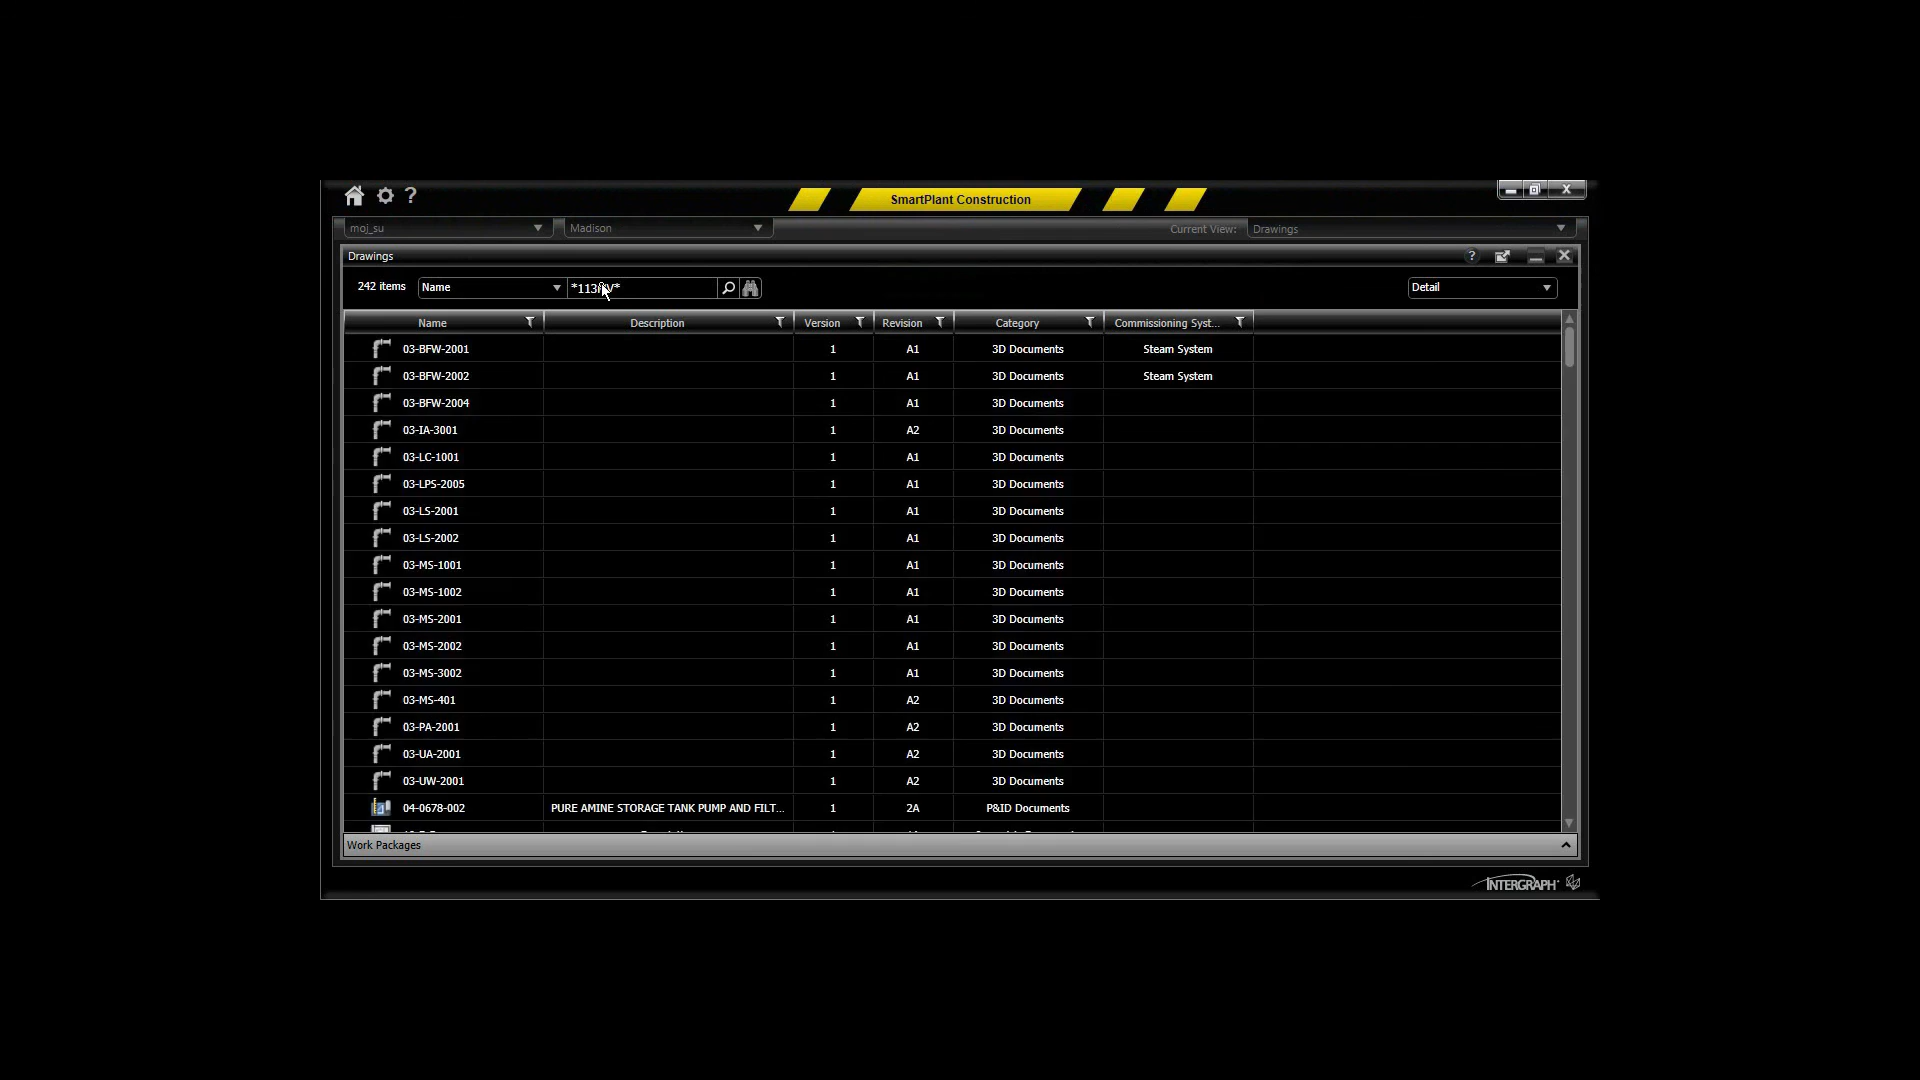 ?
SmartPlant Construction
X
moj_su
Madison
Current View: Drawings
Drawings
?
242 items Name
Detail
Name Description Version Revision Category Commissioning Syst...
03-BFW-2001 1 A1 3D Documents Steam System
03-BFW-2002 1 A1 3D Documents Steam System
03-BFW-2004 1 A1 3D Documents
03-IA-3001 1 A2 3D Documents
03-LC-1001 1 A1 3D Documents
03-LPS-2005 1 A1 3D Documents
03-LS-2001 1 A1 3D Documents
03-LS-2002 1 A1 3D Documents
03-MS-1001 1 A1 3D Documents
03-MS-1002 1 A1 3D Documents
03-MS-2001 1 A1 3D Documents
03-MS-2002 1 A1 3D Documents
03-MS-3002 1 A1 3D Documents
03-MS-401 1 A2 3D Documents
03-PA-2001 1 A2 3D Documents
03-UA-2001 1 A2 3D Documents
03-UW-2001 1 A2 3D Documents
04-0678-002 PURE AMINE STORAGE TANK PUMP AND FILT... 1 2A P&ID Documents
Work Packages
INTERGRAPH